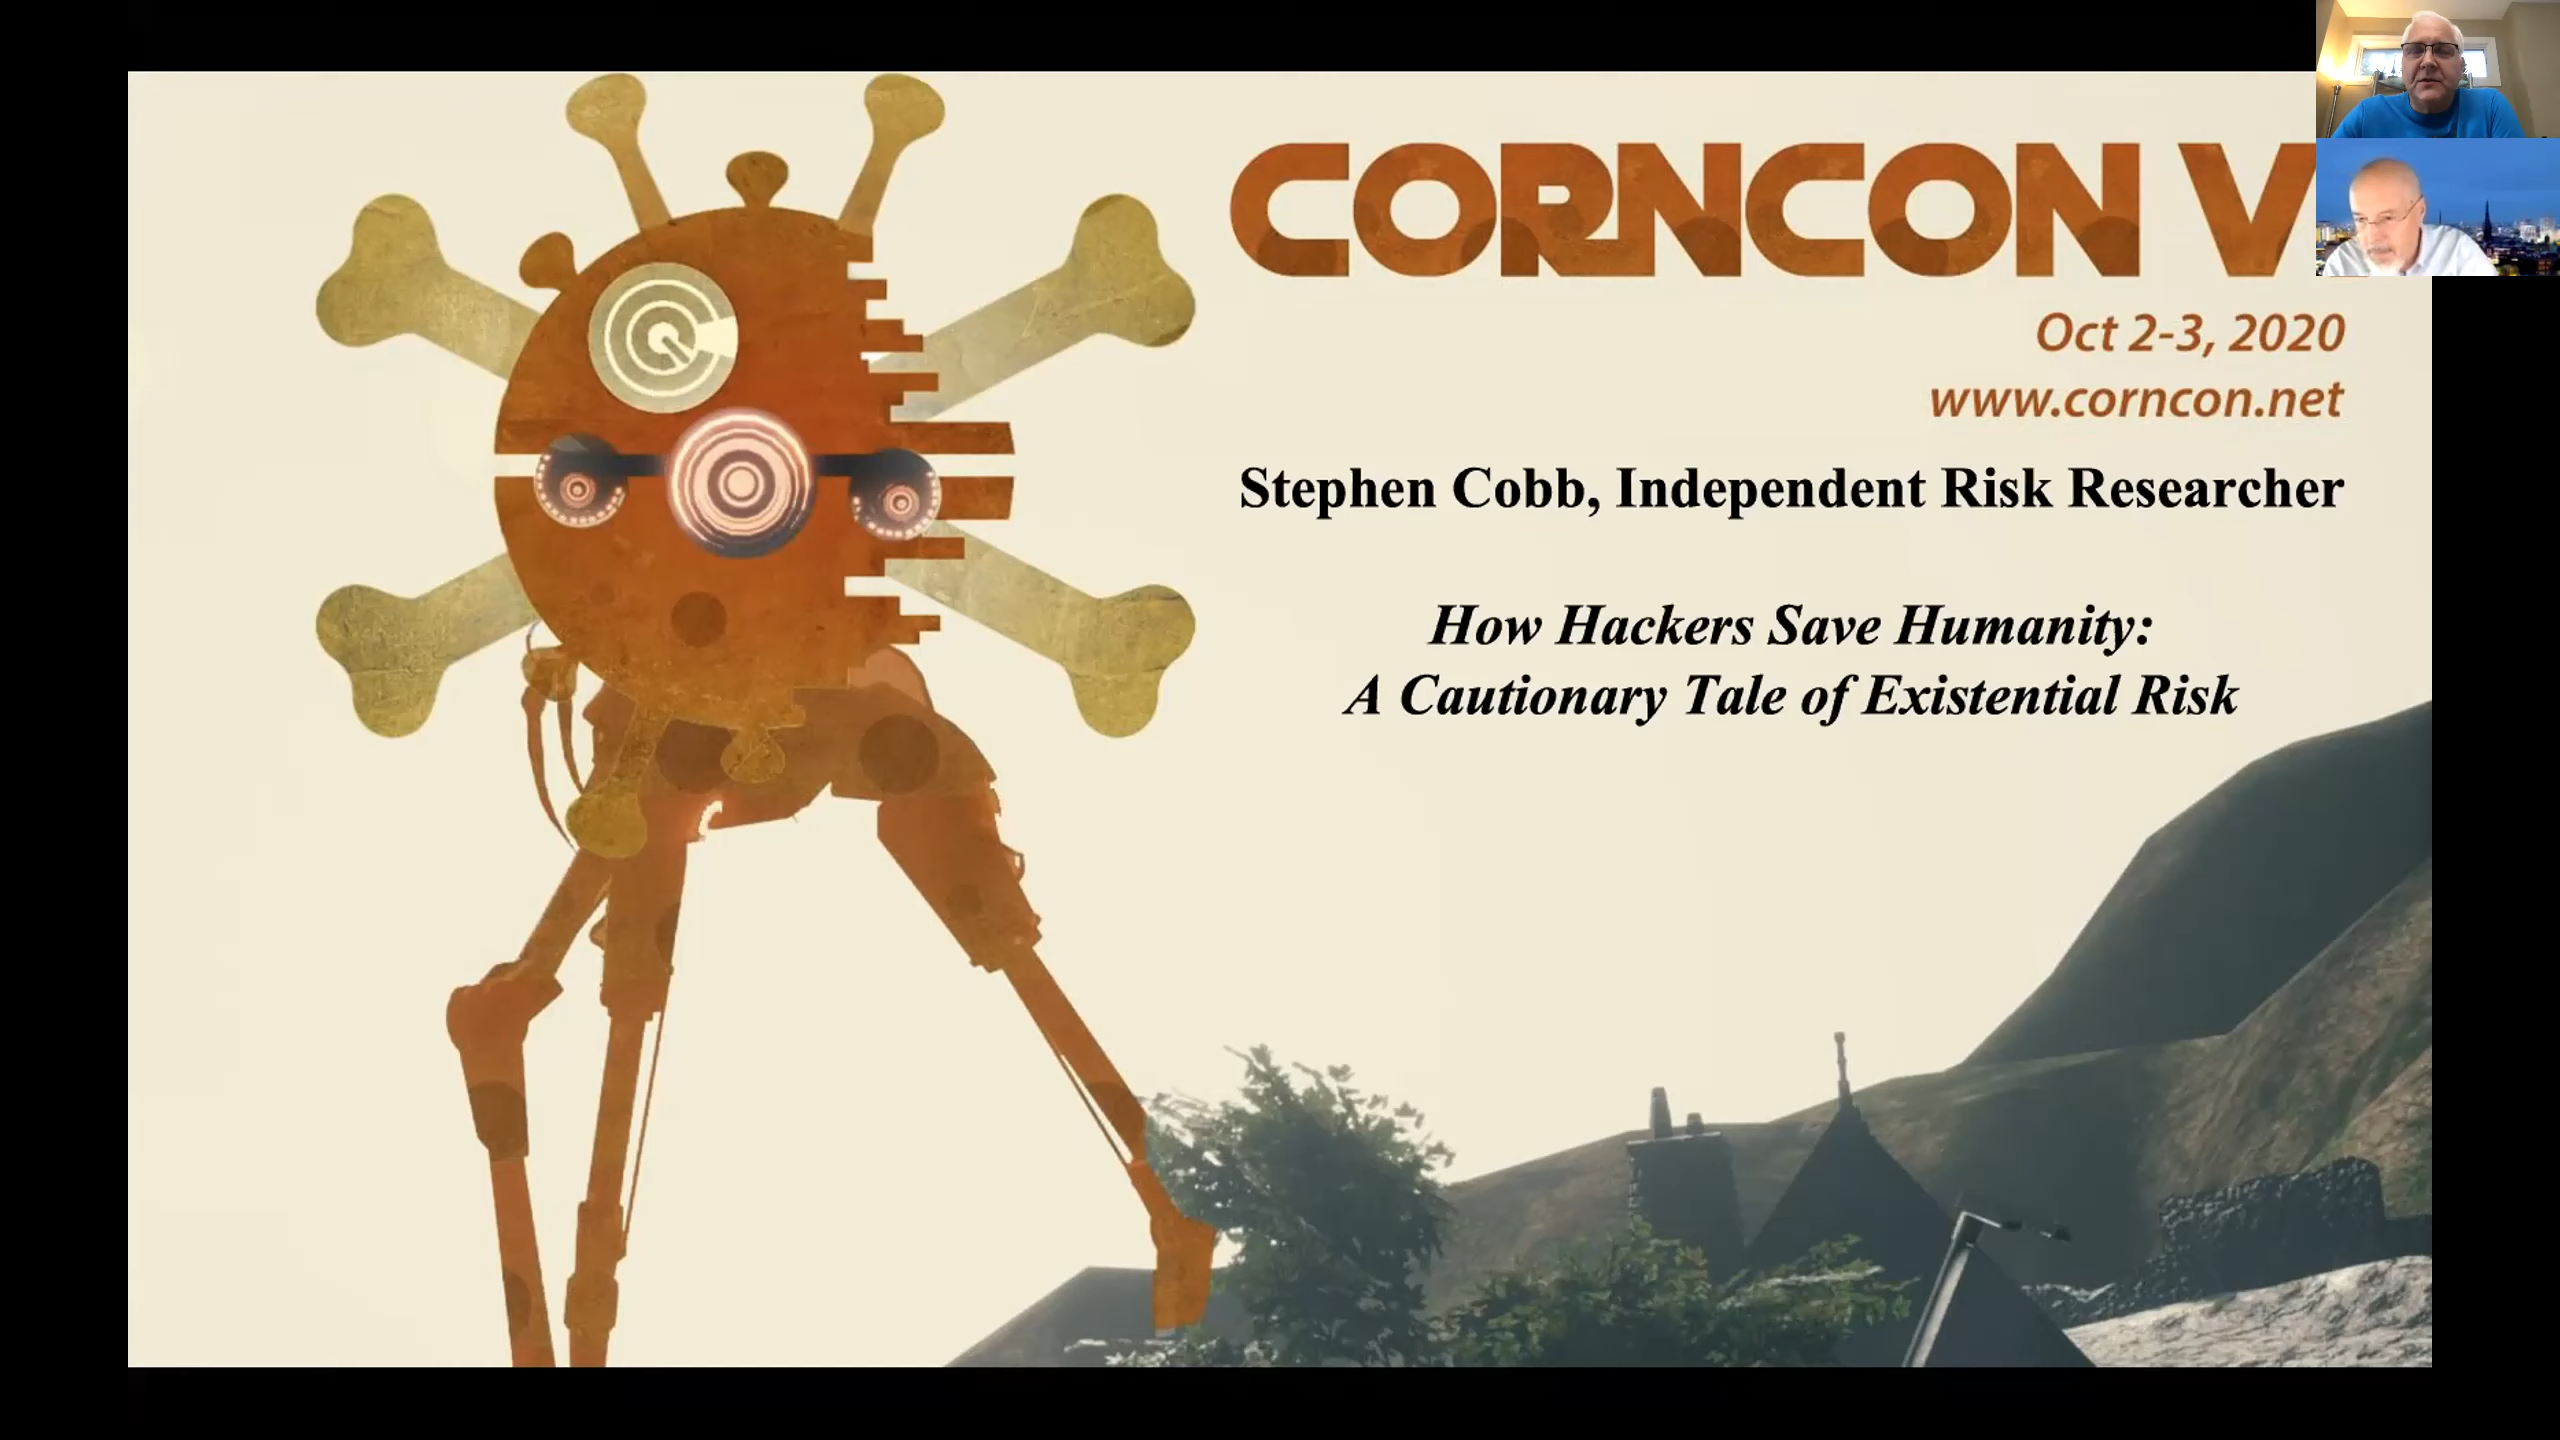 CORNCON V
Oct 2-3, 2020
www.corncon.net
Stephen Cobb, Independent Risk Researcher
How Hackers Save Humanity:
A Cautionary Tale of Existential Risk